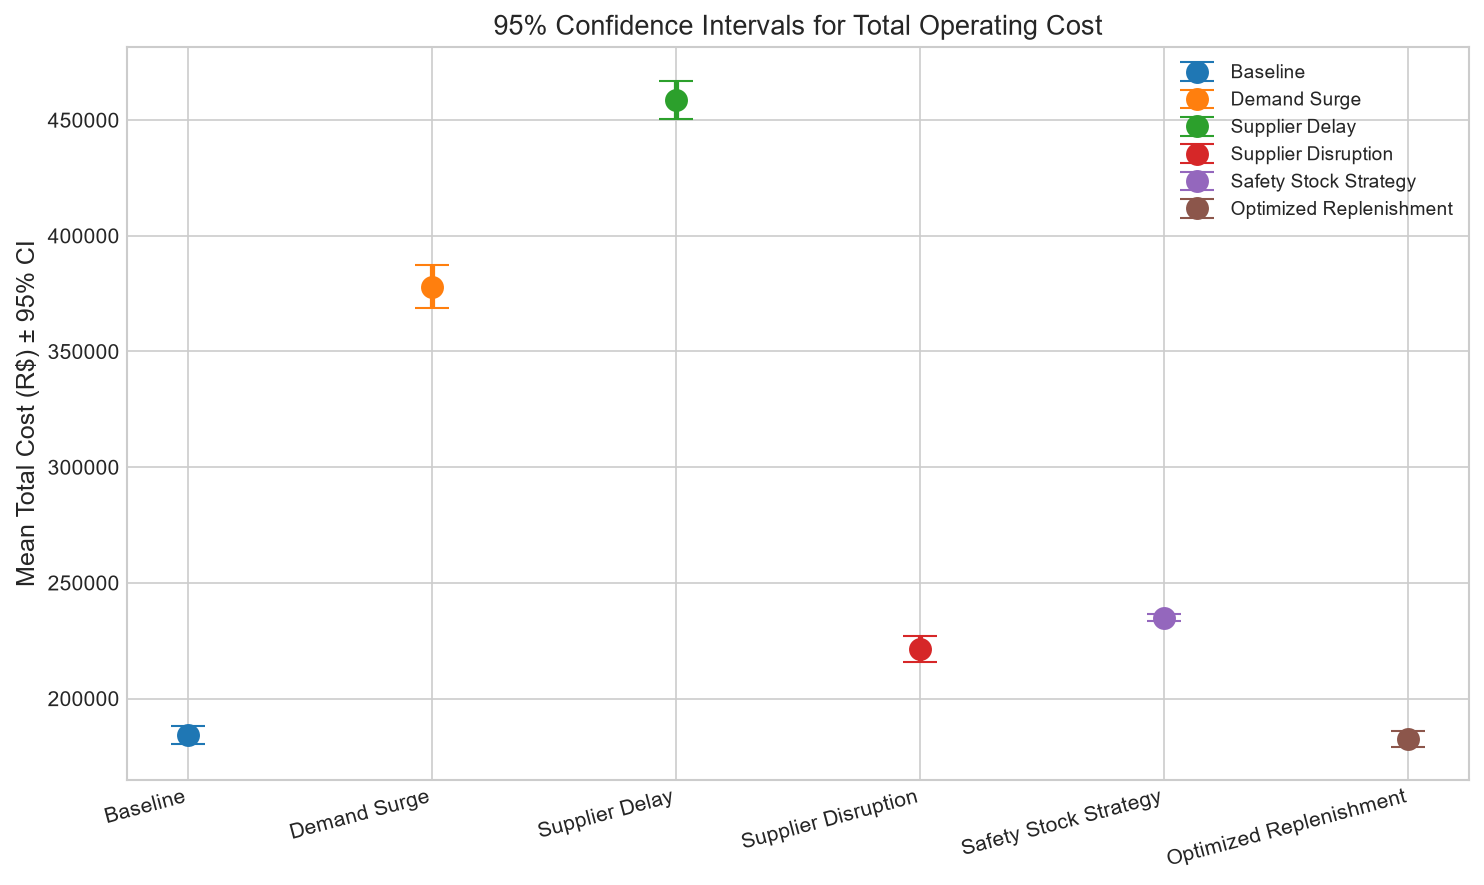 95% Confidence Intervals for Total Operating Cost
Mean Total Cost (R$) ± 95% CI
450000
400000
350000
300000
250000
200000
Baseline
Demand Surge
Supplier Delay
Supplier Disruption
Safety Stock Strategy
Optimized Replenishment
Baseline
Demand Surge
Supplier Delay
Supplier Disruption
Safety Stock Strategy
Optimized Replenishment